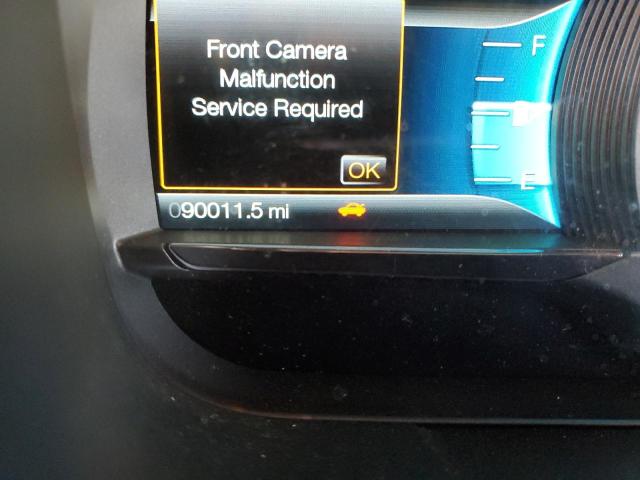 Front Camera
F
Malfunction
Service Required
OK
E
090011.5 mi